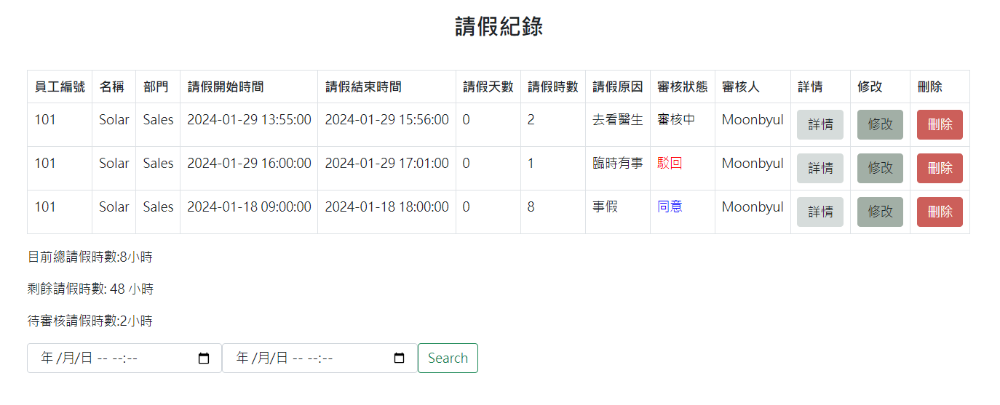 請假紀錄
員工編號 名稱 部門 請假開始時間 請假結束時間 請假天數 請假時數 請假原因 審核狀態 審核人 詳情 修改 刪除
101 Solar Sales 2024-01-29 13:55:00 2024-01-29 15:56:00 0 2 去看醫生 審核中 Moonbyul 詳情 修改 刪除
101 Solar Sales 2024-01-29 16:00:00 2024-01-29 17:01:00 0 1 臨時有事 駁回 Moonbyul 詳情 修改 刪除
101 Solar Sales 2024-01-18 09:00:00 2024-01-18 18:00:00 0 8 事假 同意 Moonbyul 詳情 修改 刪除
目前總請假時數:8小時
剩餘請假時數: 48 小時
待審核請假時數:2小時
年 /月/日 -- --:-- 年 /月/日 -- --:-- Search